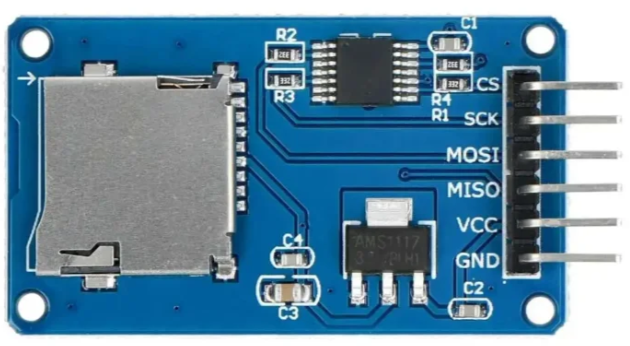 R2
C1
R3
R4
R1
CS
SCK
MOSI
MISO
VCC
GND
AMS1117
C4
C3
C2